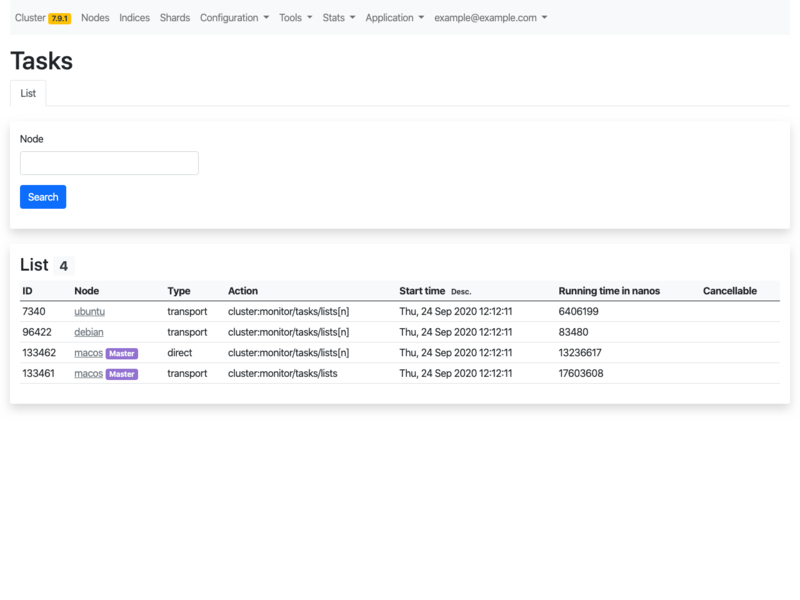 Cluster 7.9.1 Nodes Indices Shards Configuration Tools Stats Application example@example.com
Tasks
List
Node
Search
List 4
ID Node Type Action Start time Desc. Running time in nanos Cancellable
7340 ubuntu transport cluster:monitor/tasks/lists[n] Thu, 24 Sep 2020 12:12:11 6406199
96422 debian transport cluster:monitor/tasks/lists[n] Thu, 24 Sep 2020 12:12:11 83480
133462 macos Master direct cluster:monitor/tasks/lists[n] Thu, 24 Sep 2020 12:12:11 13236617
133461 macos Master transport cluster:monitor/tasks/lists Thu, 24 Sep 2020 12:12:11 17603608